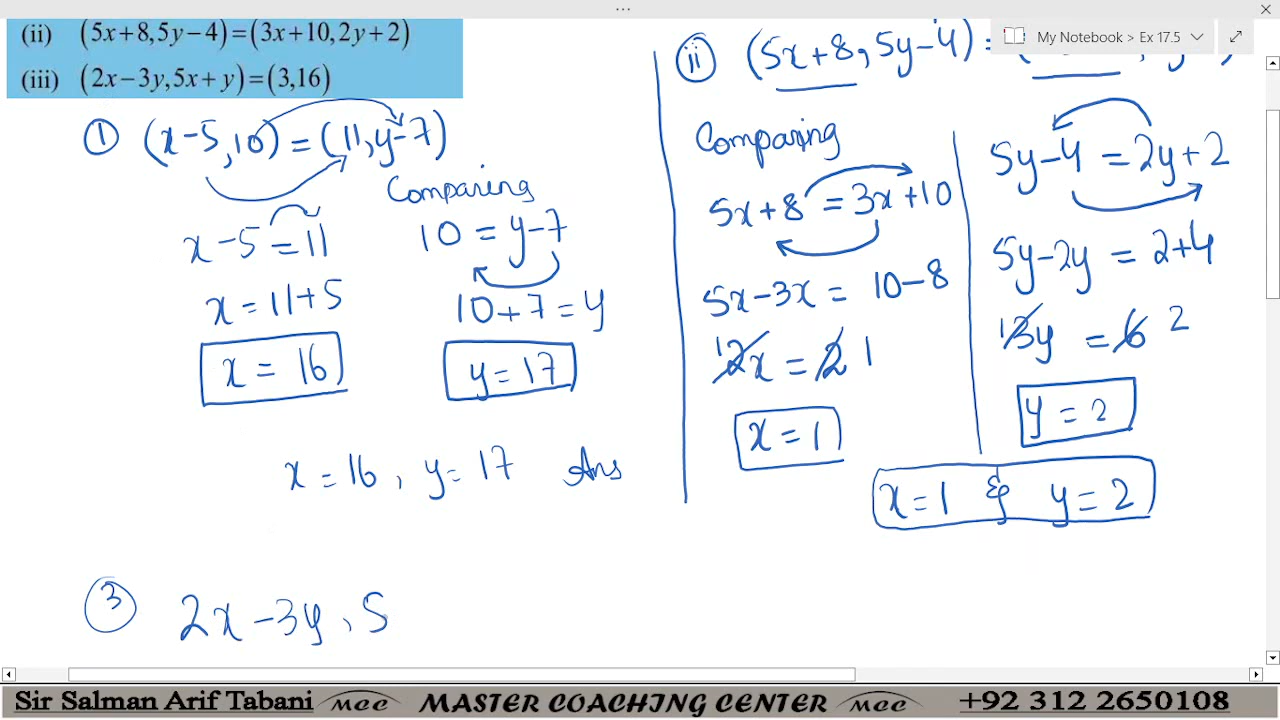 (ii) (5x+8,5y−4)=(3x+10,2y+2)
(iii) (2x−3y,5x+y)=(3,16)
My Notebook > Ex 17.5
① (x-5,10) = (11,y-7)
Comparing
x-5 = 11
10 = y-7
x = 11+5
10+7 = y
x = 16
y = 17
x = 16 , y = 17 Ans
ii (5x+8, 5y-4) =
Comparing
5x+8 = 3x+10
5x-3x = 10-8
12x = 2 1
x = 1
5y-4 = 2y+2
5y-2y = 2+4
13y = 6 2
y = 2
x = 1 & y = 2
③ 2x-3y , 5
Sir Salman Arif Tabani mcc MASTER COACHING CENTER mcc +92 312 2650108